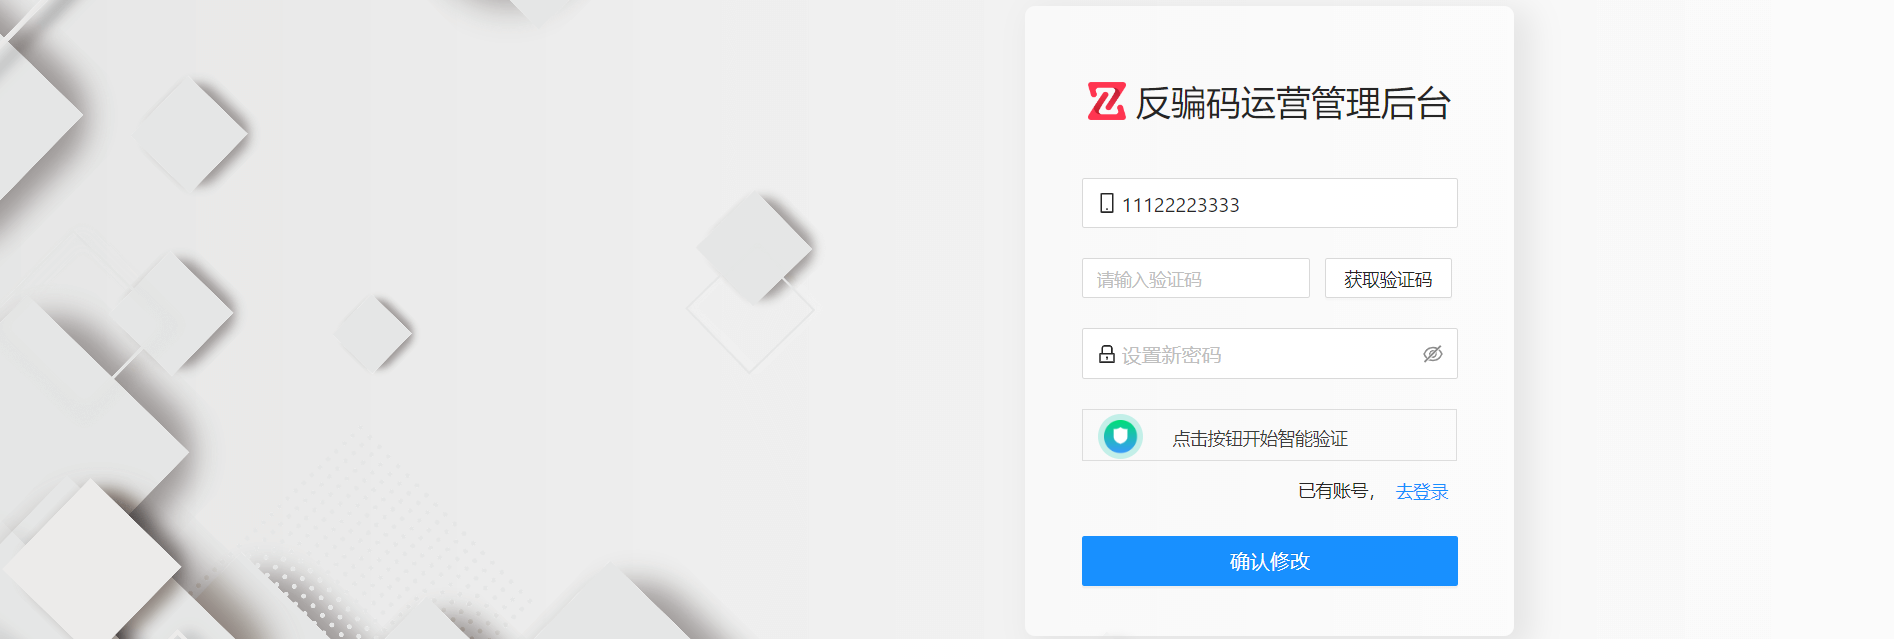 反骗码运营管理后台
11122223333
请输入验证码 获取验证码
设置新密码
点击按钮开始智能验证
已有账号， 去登录
确认修改